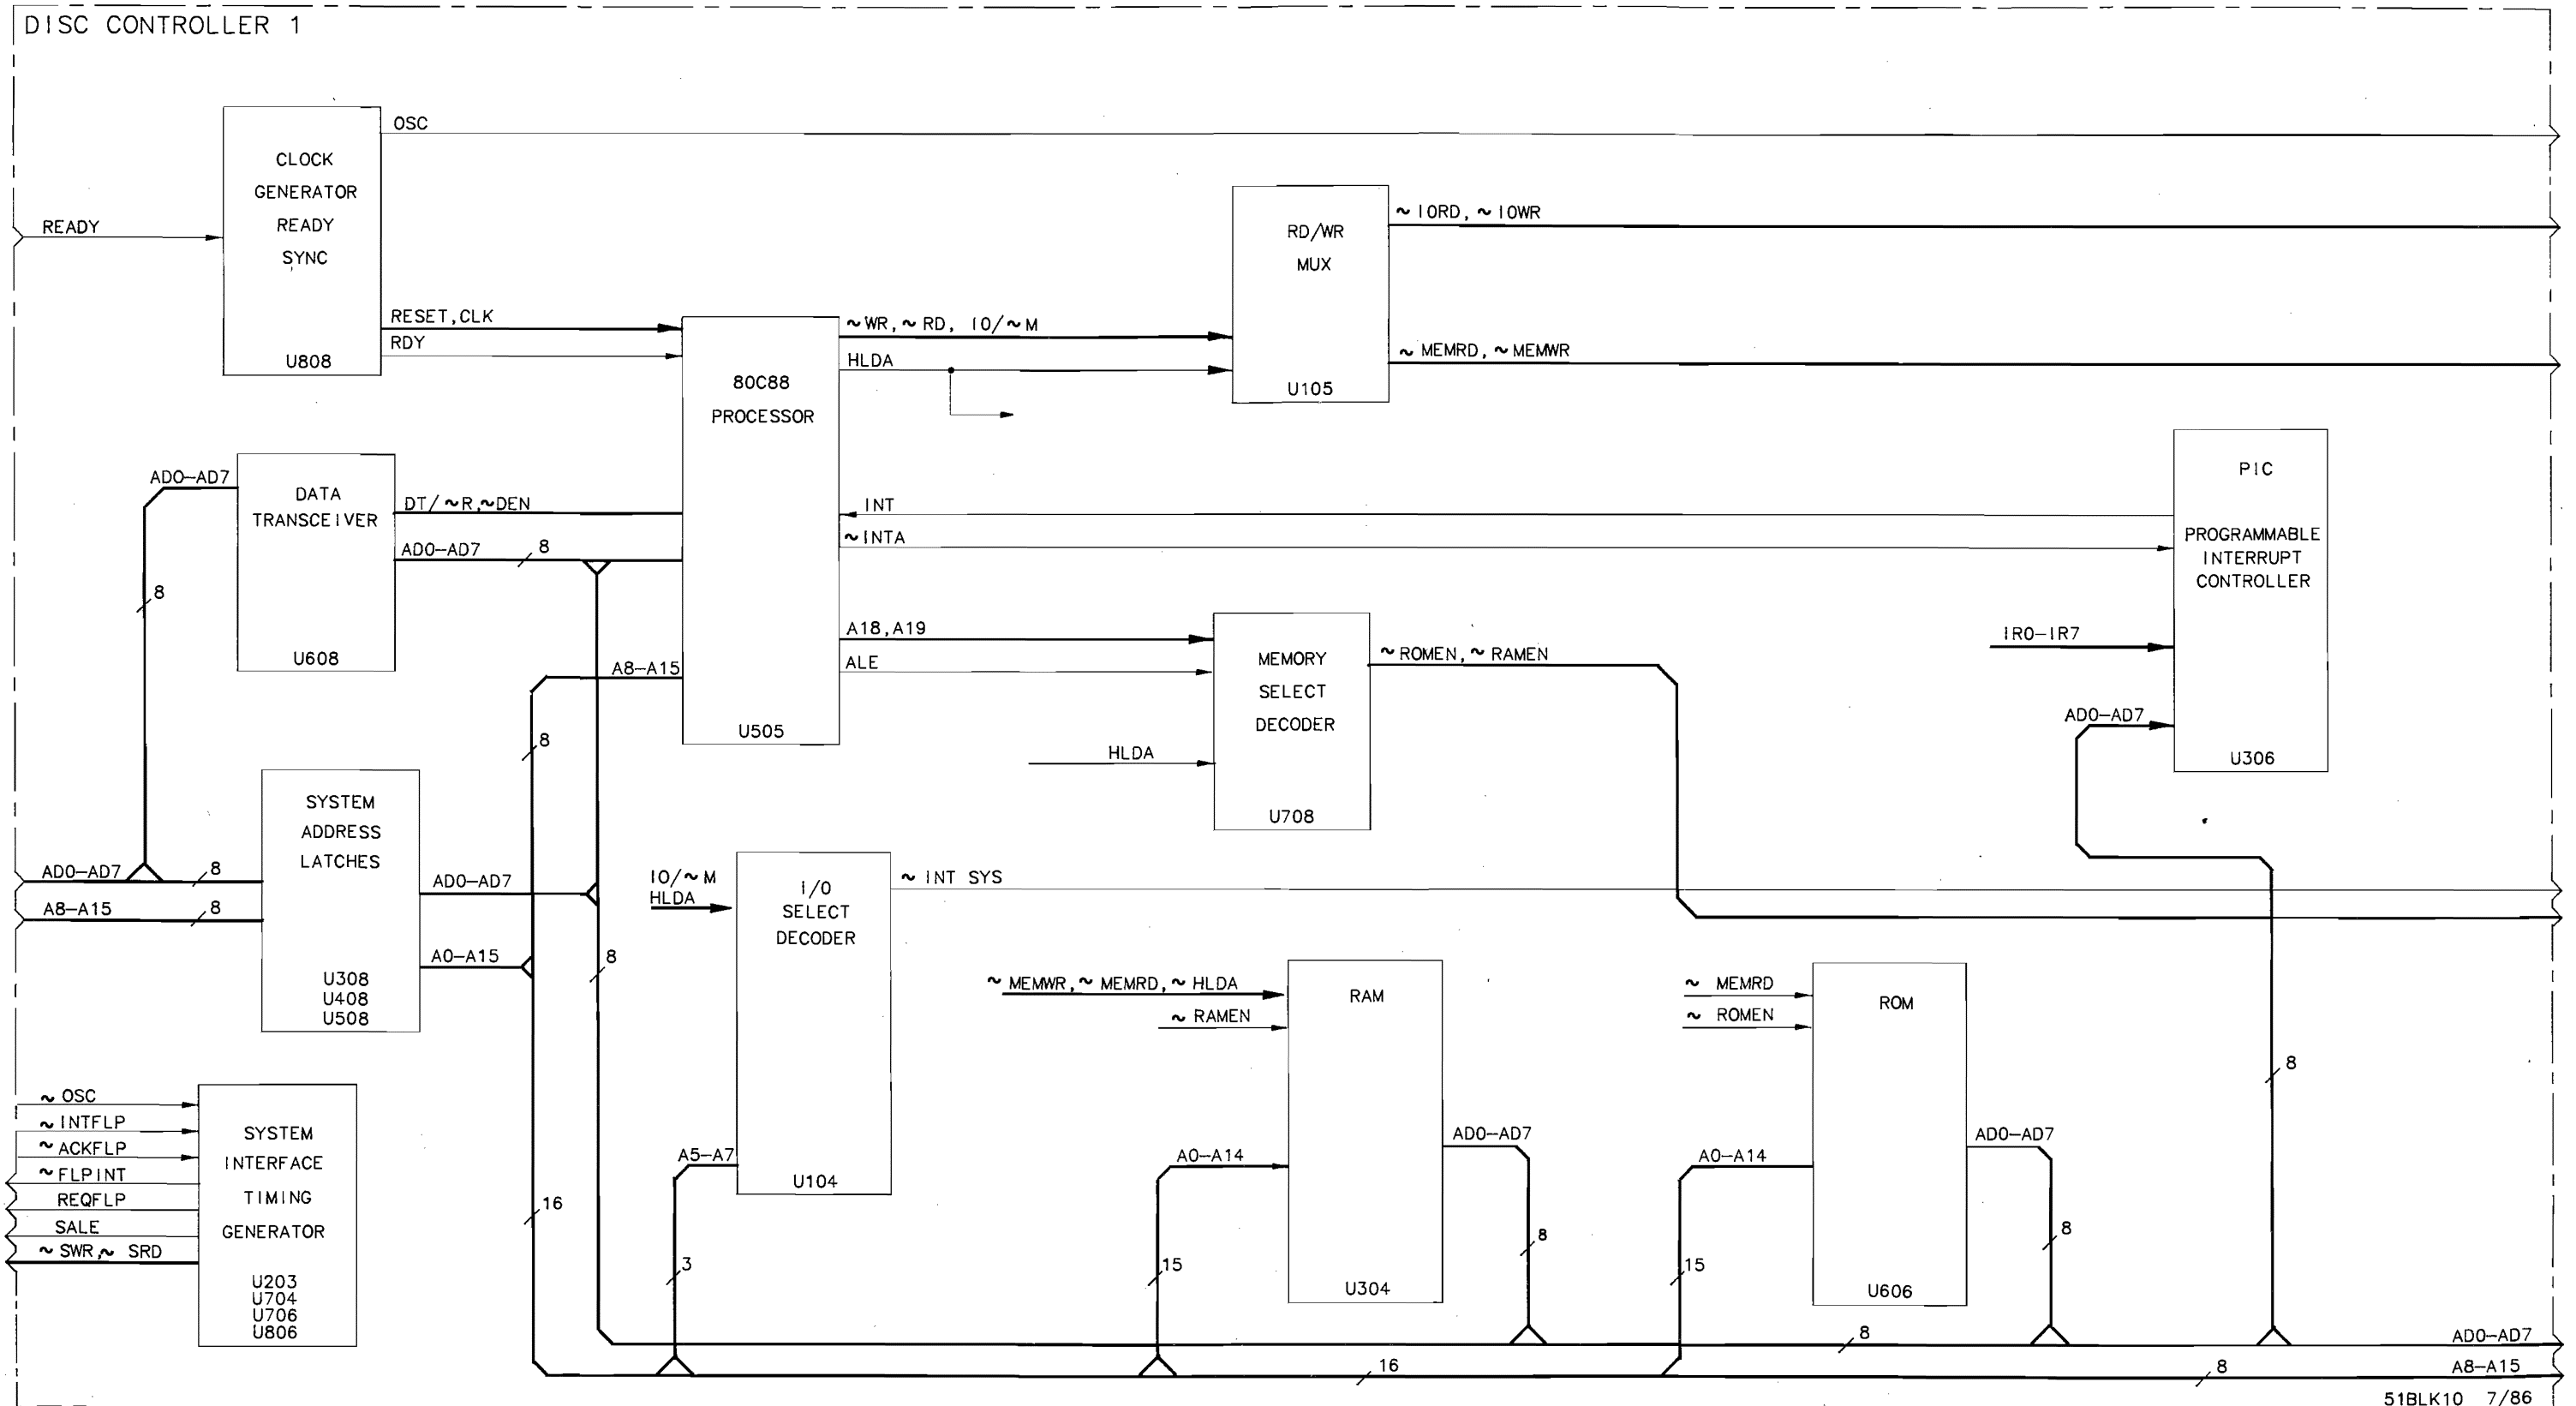 DISC CONTROLLER 1
OSC
CLOCK
GENERATOR
READY
SYNC
U808
READY
RESET,CLK
RDY
RD/WR
MUX
U105
~ IORD, ~ IOWR
~ MEMRD, ~ MEMWR
~WR,~ RD, IO/~ M
HLDA
80C88
PROCESSOR
U505
AD0-AD7
DATA
TRANSCEIVER
U608
DT/~R,~DEN
AD0-AD7
8
8
INT
~INTA
PIC
PROGRAMMABLE
INTERRUPT
CONTROLLER
U306
IR0-IR7
AD0-AD7
A18,A19
ALE
A8-A15
8
MEMORY
SELECT
DECODER
U708
HLDA
~ ROMEN, ~ RAMEN
SYSTEM
ADDRESS
LATCHES
U308
U408
U508
AD0-AD7
8
A8-A15
8
AD0-AD7
A0-A15
8
IO/~ M
HLDA
I/O
SELECT
DECODER
U104
~ INT SYS
~ MEMWR, ~ MEMRD, ~ HLDA
~ RAMEN
RAM
U304
~ MEMRD
~ ROMEN
ROM
U606
8
~ OSC
~ INTFLP
~ ACKFLP
~ FLPINT
REQFLP
SALE
~ SWR,~ SRD
SYSTEM
INTERFACE
TIMING
GENERATOR
U203
U704
U706
U806
16
A5-A7
3
A0-A14
15
AD0-AD7
8
A0-A14
15
AD0-AD7
8
8
AD0-AD7
16
8
A8-A15
51BLK10 7/86